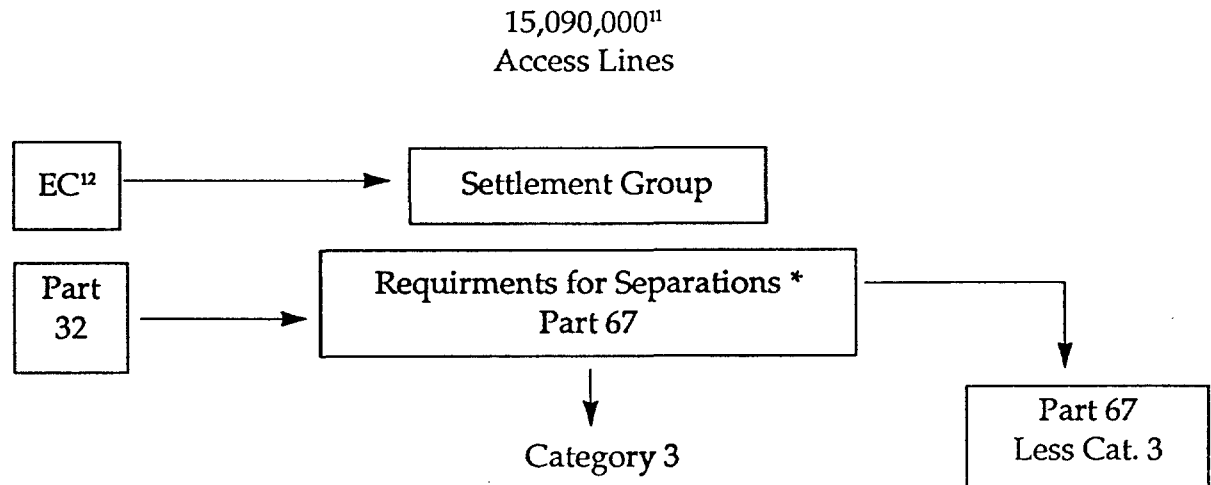 15,090,000¹¹
Access Lines
EC¹²
Settlement Group
Part
32
Requirments for Separations *
Part 67
Category 3
Part 67
Less Cat. 3